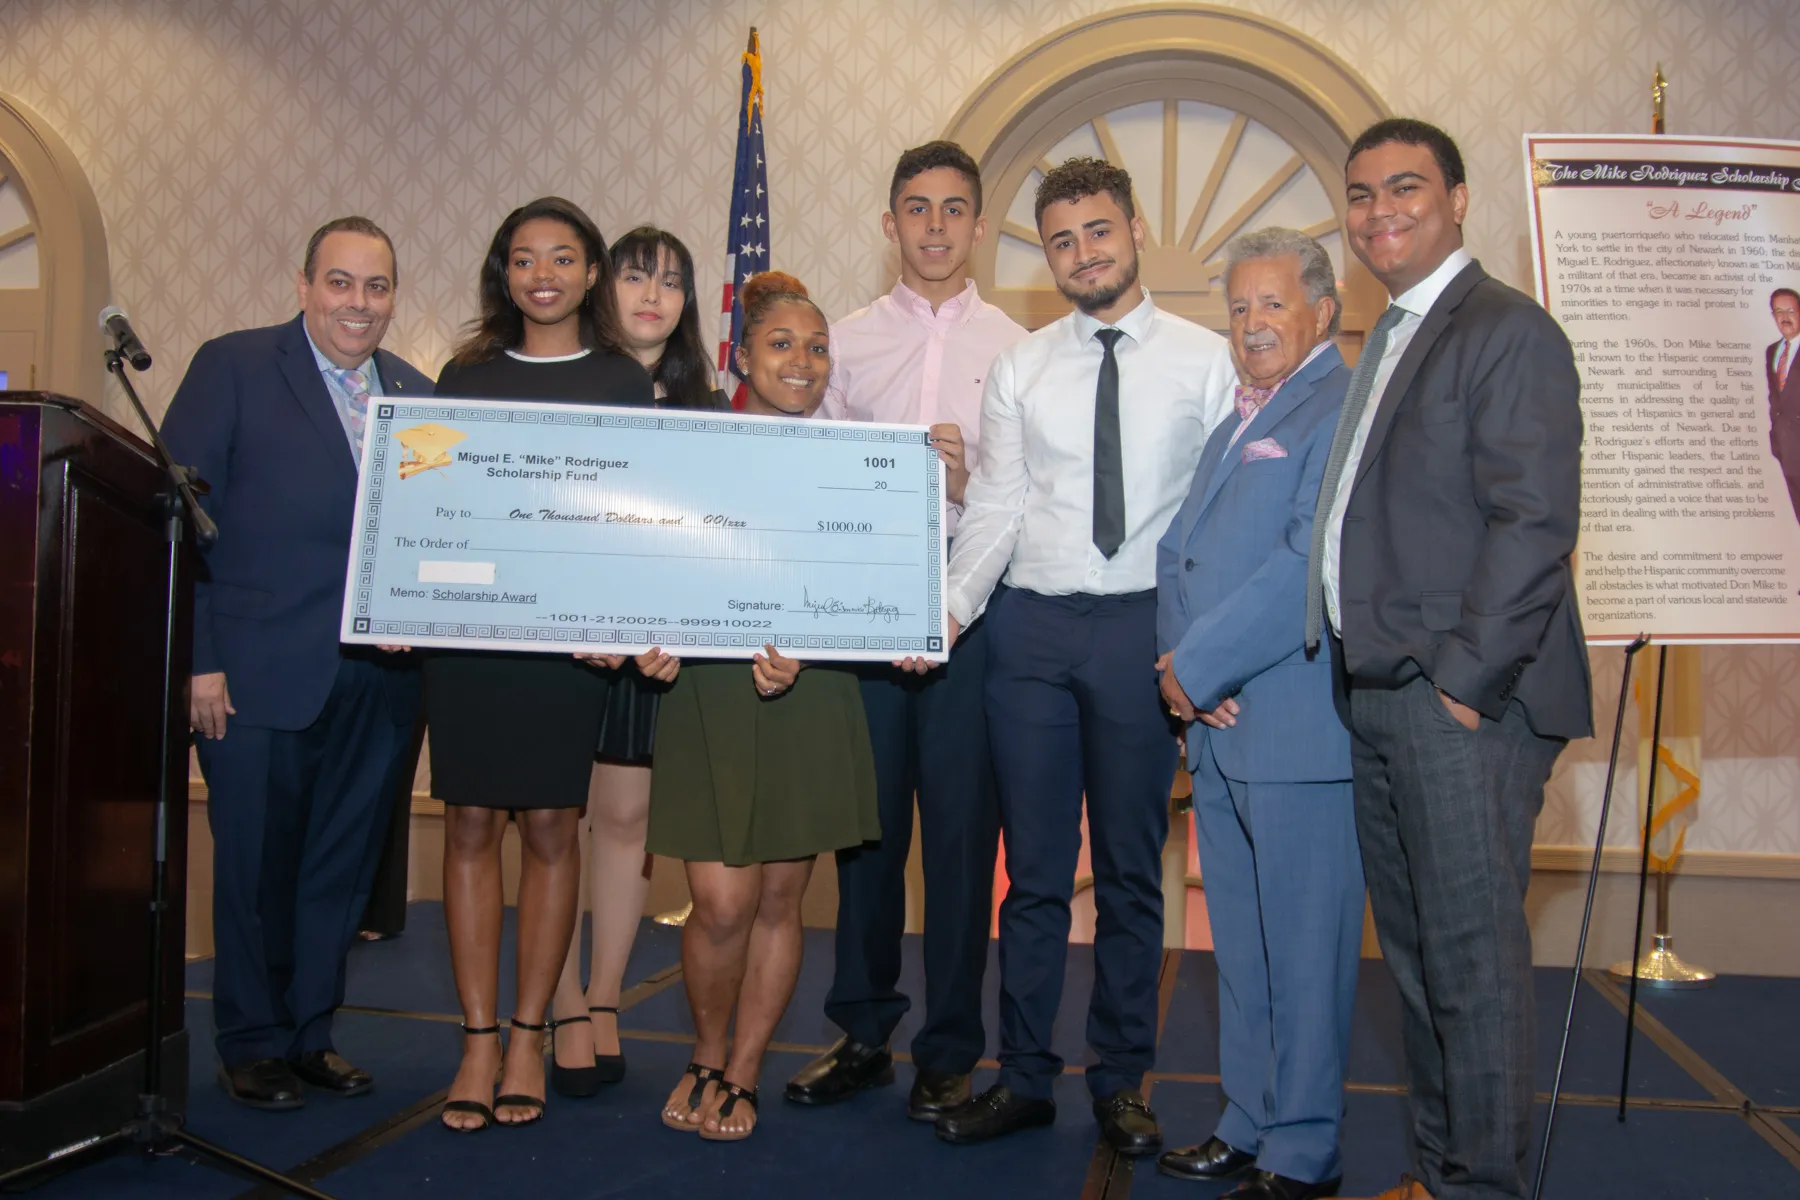 Miguel E. "Mike" Rodriguez
Scholarship Fund
1001
20
Pay to One Thousand Dollars and 00/xxx $1000.00
The Order of
Memo: Scholarship Award
Signature:
--1001-2120025--999910022
The Mike Rodriguez Scholarship
"A Legend"
A young puertorriqueño who relocated from Manhat
York to settle in the city of Newark in 1960; the
Miguel E. Rodriguez, affectionately known as "Don Mi
a militant of that era, became an activist of the
1970s at a time when it was necessary for
minorities to engage in racial protest to
gain attention.
uring the 1960s, Don Mike became
ell known to the Hispanic community
Newark and surrounding Essex
unty municipalities of for his
ncerns in addressing the quality of
issues of Hispanics in general and
the residents of Newark. Due to
r. Rodriguez's efforts and the efforts
other Hispanic leaders, the Latino
ommunity gained the respect and the
ttention of administrative officials, and
ictoriously gained a voice that was to be
heard in dealing with the arising problems
of that era.
The desire and commitment to empower
and help the Hispanic community overcome
all obstacles is what motivated Don Mike to
become a part of various local and statewide
organizations.